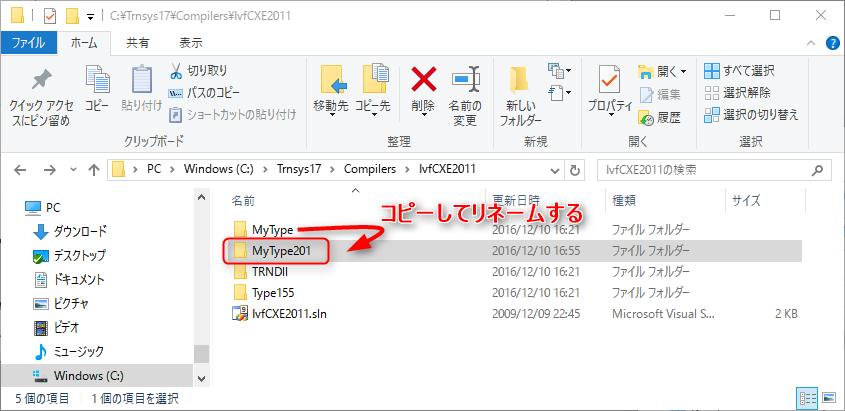 C:¥Trnsys17¥Compilers¥IvfCXE2011
ファイル ホーム 共有 表示
クイック アクセスにピン留め
コピー
貼り付け
切り取り
パスのコピー
ショートカットの貼り付け
クリップボード
移動先
コピー先
削除
名前の変更
整理
新しいフォルダー
新規
プロパティ
開く
編集
履歴
開く
すべて選択
選択解除
選択の切り替え
選択
PC Windows (C:) Trnsys17 Compilers IvfCXE2011
IvfCXE2011の検索
PC
ダウンロード
デスクトップ
ドキュメント
ピクチャ
ビデオ
ミュージック
Windows (C:)
名前 更新日時 種類 サイズ
コピーしてリネームする
MyType 2016/12/10 16:21 ファイル フォルダー
MyType201 2016/12/10 16:55 ファイル フォルダー
TRNDll 2016/12/10 16:21 ファイル フォルダー
Type155 2016/12/10 16:21 ファイル フォルダー
IvfCXE2011.sln 2009/12/09 22:45 Microsoft Visual S... 2 KB
5 個の項目 1 個の項目を選択